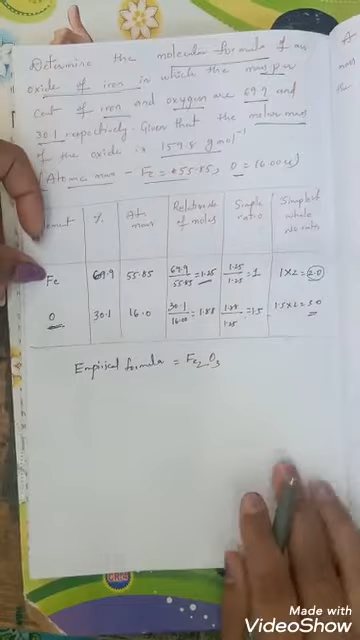 Determine the molecular formula of an
oxide of iron in which the mass per
cent of iron and oxygen are 69.9 and
30.1 respectively. Given that the molar mass
of the oxide is 159.8 g mol⁻¹
(Atomic mass - Fe = 55.85, O = 16.00 u)
% Atm mass Relative no of moles Simple ratio Simplest whole no ratio
Fe 69.9 55.85 69.9/55.85 = 1.25 1.25/1.25 = 1 1×2 = 2.0
O 30.1 16.0 30.1/16.00 = 1.88 1.88/1.25 = 1.5 1.5×2 = 3.0
Empirical formula = Fe₂O₃
A
mass
the
Made with
VideoShow